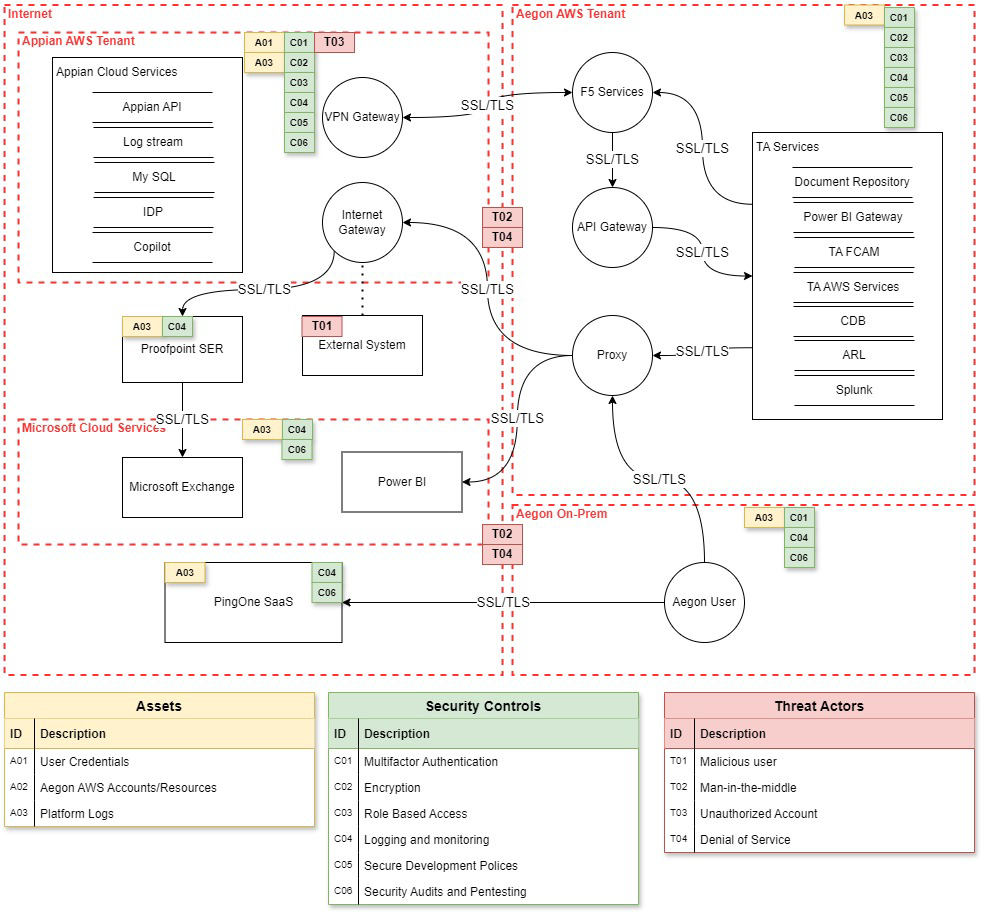 Internet
Appian AWS Tenant
A01
C01
T03
A03
C02
C03
C04
C05
C06
Appian Cloud Services
Appian API
Log stream
My SQL
IDP
Copilot
VPN Gateway
SSL/TLS
Internet
Gateway
T02
T04
SSL/TLS
SSL/TLS
A03
C04
Proofpoint SER
T01
External System
SSL/TLS
Microsoft Cloud Services
A03
C04
C06
Microsoft Exchange
Power BI
SSL/TLS
T02
T04
A03
C04
C06
PingOne SaaS
SSL/TLS
Aegon AWS Tenant
A03
C01
C02
C03
C04
C05
C06
F5 Services
SSL/TLS
SSL/TLS
API Gateway
SSL/TLS
TA Services
Document Repository
Power BI Gateway
TA FCAM
TA AWS Services
CDB
ARL
Splunk
Proxy
SSL/TLS
SSL/TLS
Aegon On-Prem
A03
C01
C04
C06
Aegon User
Assets
ID Description
A01 User Credentials
A02 Aegon AWS Accounts/Resources
A03 Platform Logs
Security Controls
ID Description
C01 Multifactor Authentication
C02 Encryption
C03 Role Based Access
C04 Logging and monitoring
C05 Secure Development Polices
C06 Security Audits and Pentesting
Threat Actors
ID Description
T01 Malicious user
T02 Man-in-the-middle
T03 Unauthorized Account
T04 Denial of Service